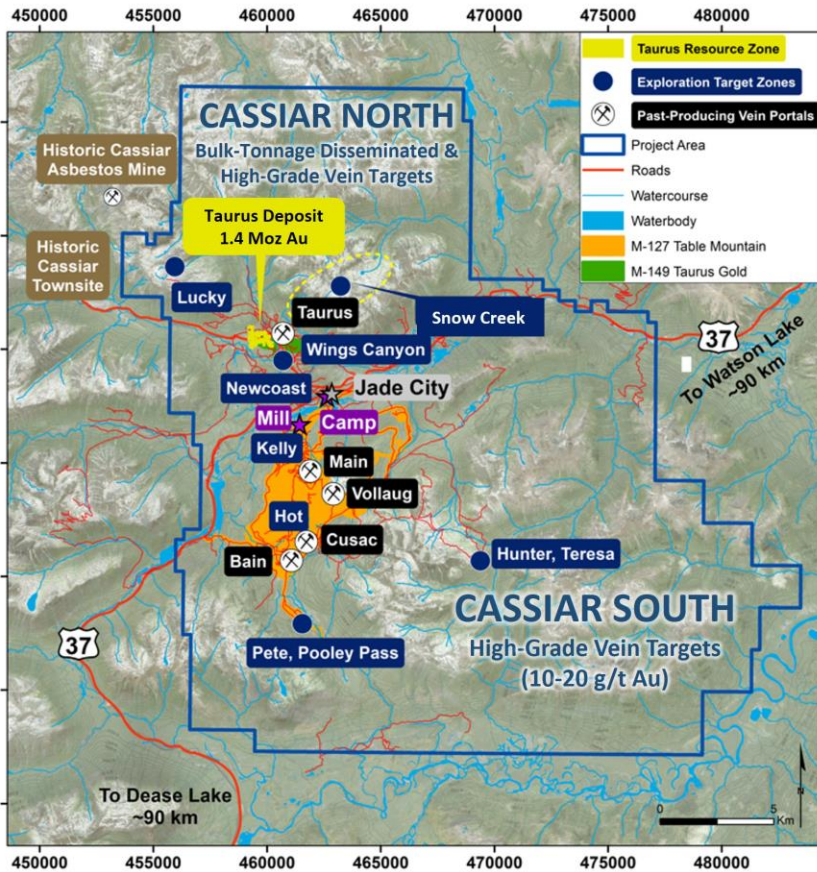 450000 455000 460000 465000 470000 475000 480000
Taurus Resource Zone
Exploration Target Zones
Past-Producing Vein Portals
Project Area
Roads
Watercourse
Waterbody
M-127 Table Mountain
M-149 Taurus Gold
CASSIAR NORTH
Bulk-Tonnage Disseminated &
High-Grade Vein Targets
Historic Cassiar
Asbestos Mine
Taurus Deposit
1.4 Moz Au
Historic
Cassiar
Townsite
Lucky
Taurus
Snow Creek
Wings Canyon
37
To Watson Lake
~90 km
Newcoast
Jade City
Mill
Camp
Kelly
Main
Vollaug
Hot
Cusac
Bain
Hunter, Teresa
CASSIAR SOUTH
High-Grade Vein Targets
(10-20 g/t Au)
37
Pete, Pooley Pass
To Dease Lake
~90 km
N
0 5
Km
450000 455000 460000 465000 470000 475000 480000